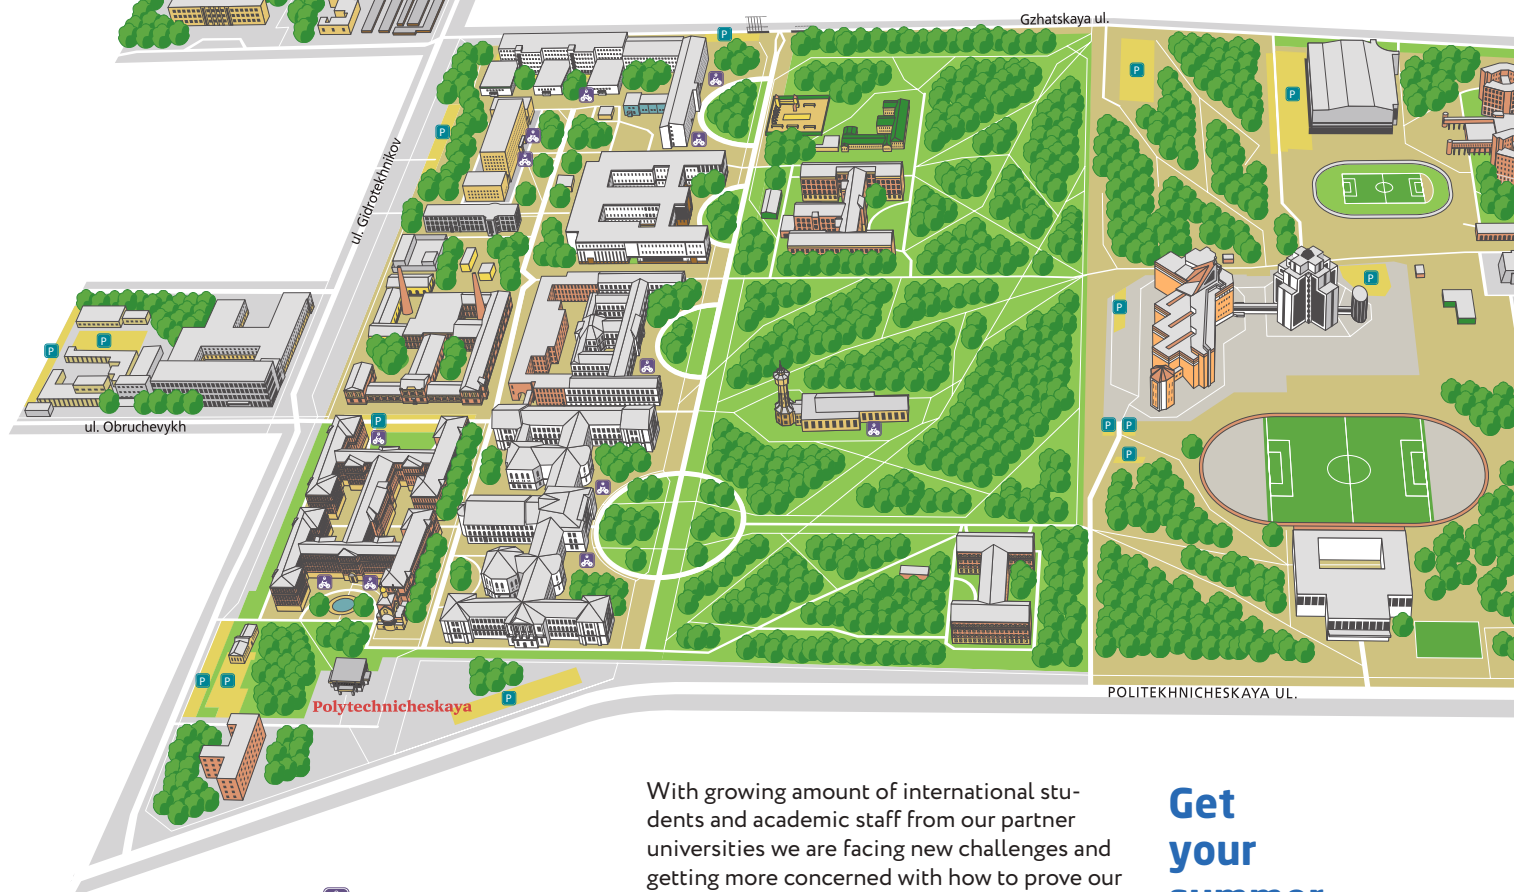 Gzhatskaya ul.
P
P
P
P
ul. Gidrotekhnikov
P
P
P
P
P
ul. Obruchevykh
P
P
P
P
P
P
P
Polytechnicheskaya
POLITEKHNICHESKAYA UL.
With growing amount of international stu-
dents and academic staff from our partner
universities we are facing new challenges and
getting more concerned with how to prove our
Get
your
summer